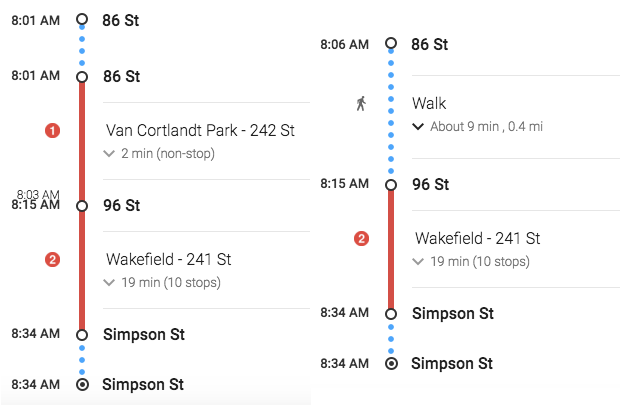 8:01 AM 86 St
8:01 AM 86 St
1 Van Cortlandt Park - 242 St
2 min (non-stop)
8:03 AM
8:15 AM 96 St
2 Wakefield - 241 St
19 min (10 stops)
8:34 AM Simpson St
8:34 AM Simpson St
8:06 AM 86 St
Walk
About 9 min , 0.4 mi
8:15 AM 96 St
2 Wakefield - 241 St
19 min (10 stops)
8:34 AM Simpson St
8:34 AM Simpson St